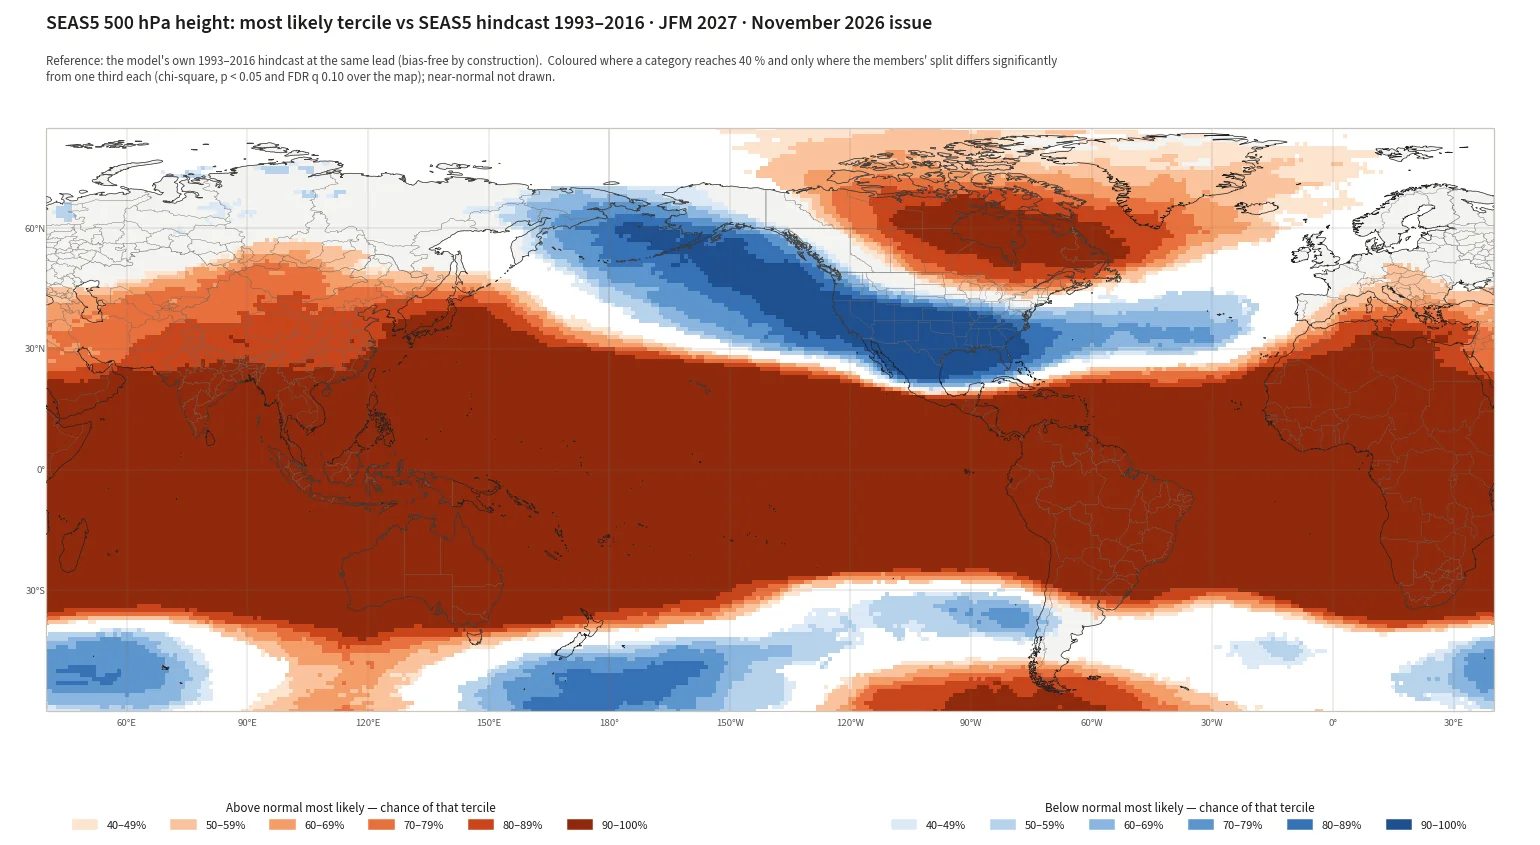 SEAS5 500 hPa height: most likely tercile vs SEAS5 hindcast 1993–2016 · JFM 2027 · November 2026 issue
Reference: the model's own 1993–2016 hindcast at the same lead (bias-free by construction).  Coloured where a category reaches 40 % and only where the members' split differs significantly
from one third each (chi-square, p < 0.05 and FDR q 0.10 over the map); near-normal not drawn.
60°N
30°N
0°
30°S
60°E 90°E 120°E 150°E 180° 150°W 120°W 90°W 60°W 30°W 0° 30°E
Above normal most likely — chance of that tercile
40–49% 50–59% 60–69% 70–79% 80–89% 90–100%
Below normal most likely — chance of that tercile
40–49% 50–59% 60–69% 70–79% 80–89% 90–100%